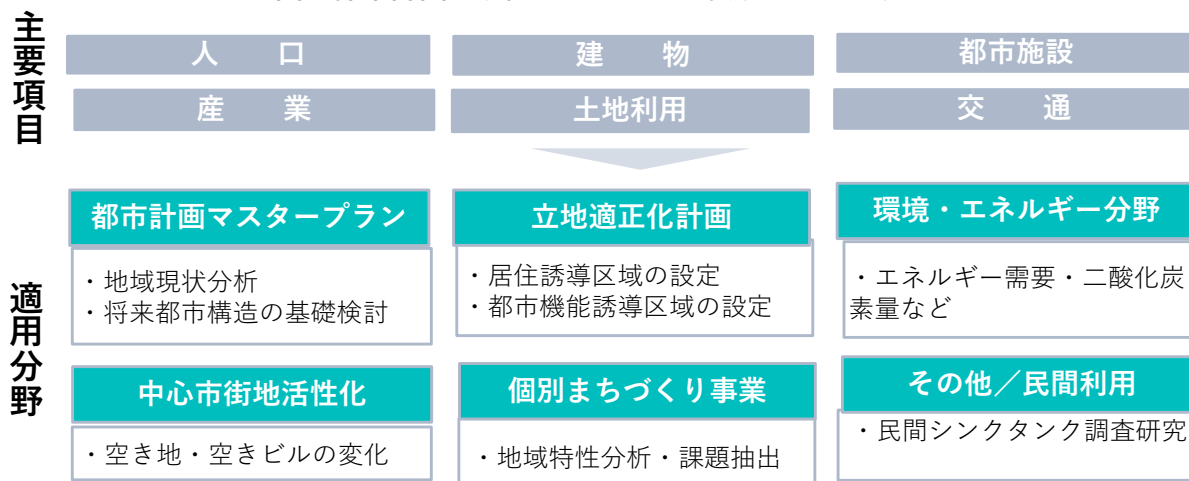 主要項目
人　口
建　物
都市施設
産　業
土地利用
交　通
適用分野
都市計画マスタープラン
・地域現状分析
・将来都市構造の基礎検討
立地適正化計画
・居住誘導区域の設定
・都市機能誘導区域の設定
環境・エネルギー分野
・エネルギー需要・二酸化炭
素量など
中心市街地活性化
・空き地・空きビルの変化
個別まちづくり事業
・地域特性分析・課題抽出
その他／民間利用
・民間シンクタンク調査研究